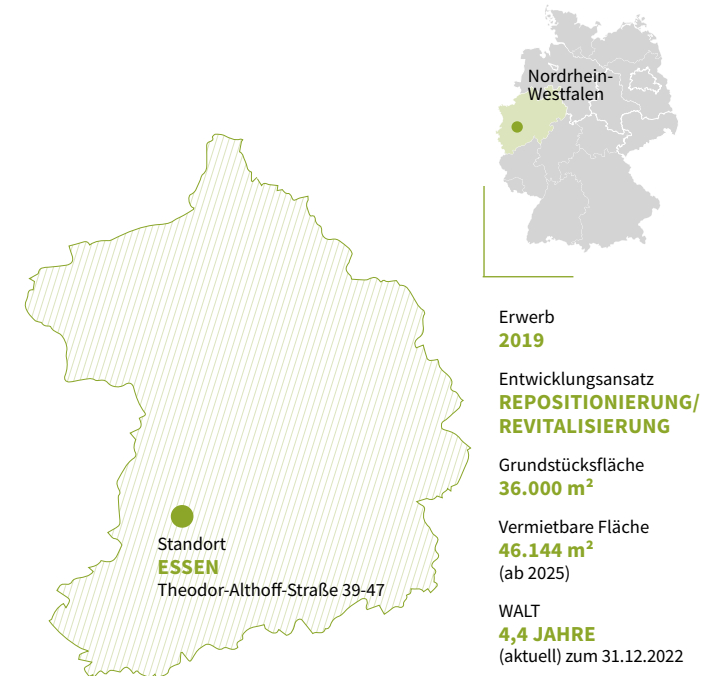 Nordrhein-
Westfalen
Standort
ESSEN
Theodor-Althoff-Straße 39-47
Erwerb
2019
Entwicklungsansatz
REPOSITIONIERUNG/
REVITALISIERUNG
Grundstücksfläche
36.000 m²
Vermietbare Fläche
46.144 m²
(ab 2025)
WALT
4,4 JAHRE
(aktuell) zum 31.12.2022